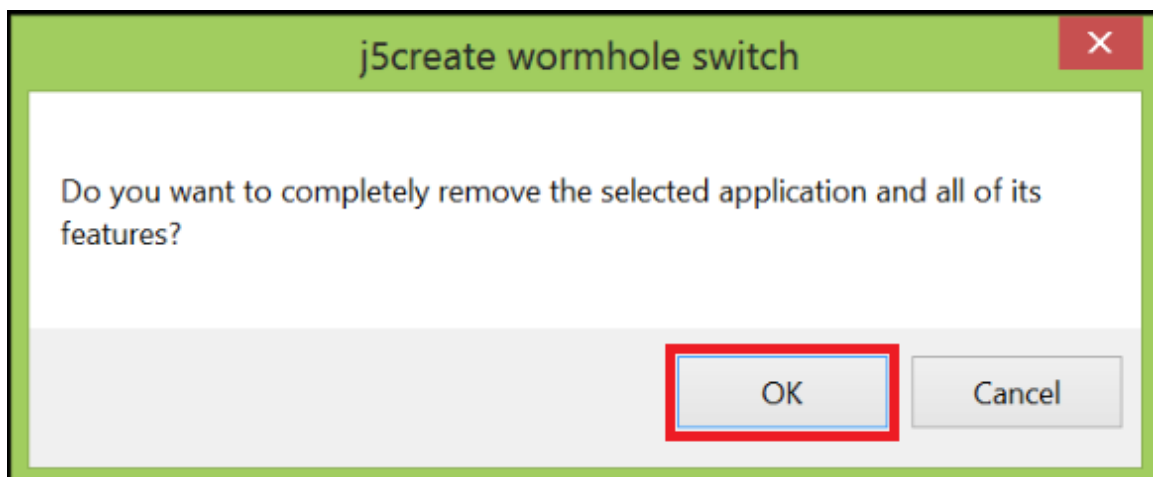 j5create wormhole switch
Do you want to completely remove the selected application and all of its
features?
OK
Cancel